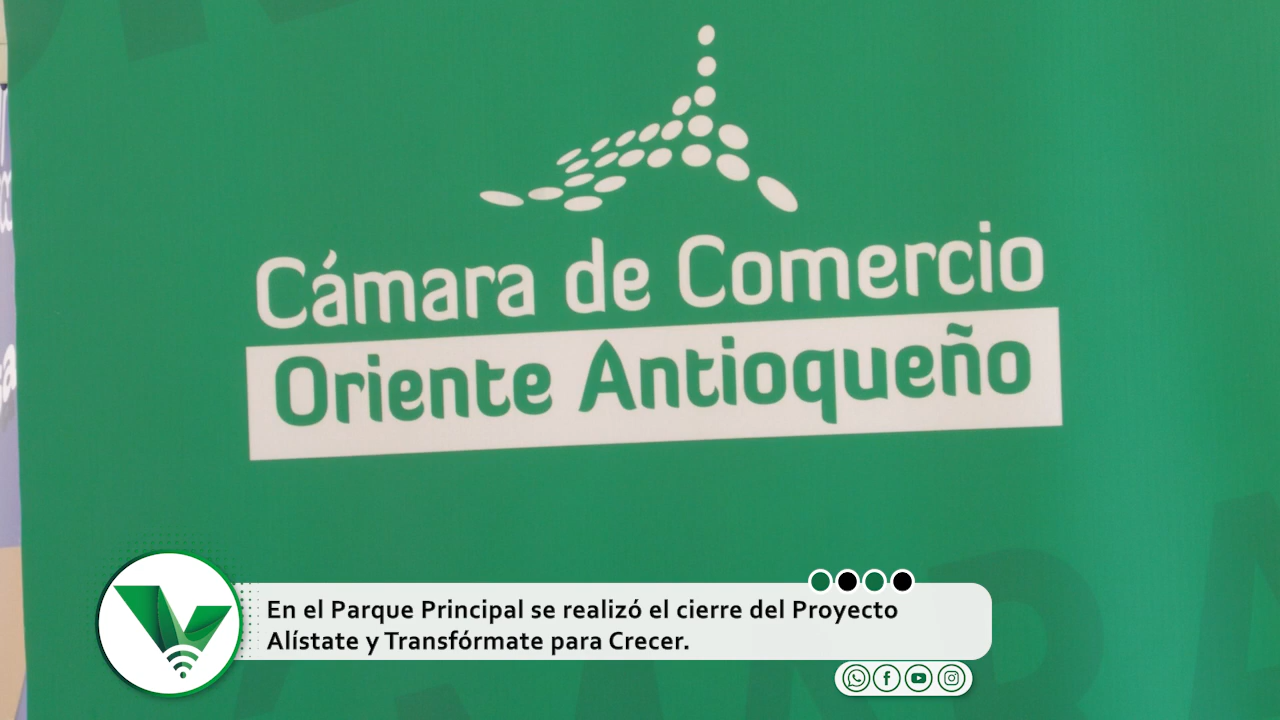 Cámara de Comercio
Oriente Antioqueño
En el Parque Principal se realizó el cierre del Proyecto
Alístate y Transfórmate para Crecer.